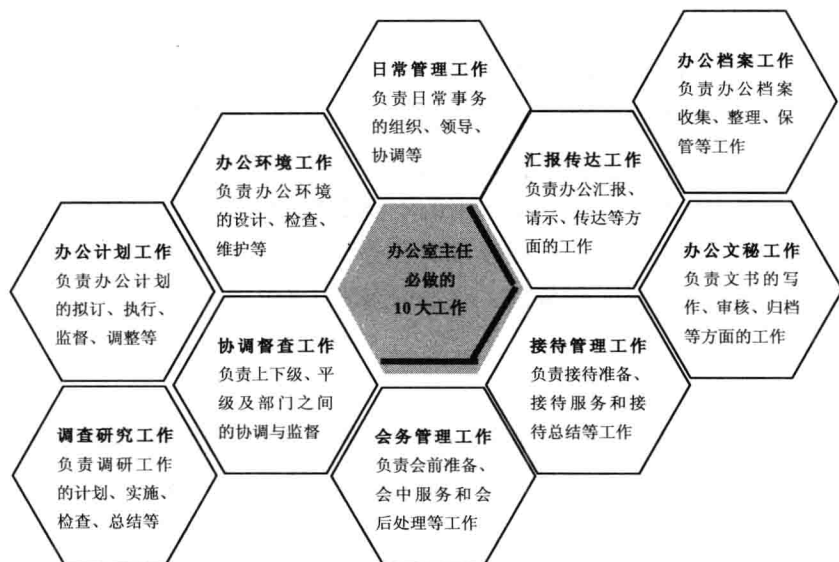 日常管理工作
负责日常事务
的组织、领导、
协调等
办公档案工作
负责办公档案
收集、整理、保
管等工作
办公环境工作
负责办公环境
的设计、检查、
维护等
汇报传达工作
负责办公汇报、
请示、传达等方
面的工作
办公计划工作
负责办公计划
的拟订、执行、
监督、调整等
办公室主任
必做的
10大工作
办公文秘工作
负责文书的写
作、审核、归档
等方面的工作
协调督查工作
负责上下级、平
级及部门之间
的协调与监督
接待管理工作
负责接待准备、
接待服务和接
待总结等工作
调查研究工作
负责调研工作
的计划、实施、
检查、总结等
会务管理工作
负责会前准备、
会中服务和会
后处理等工作